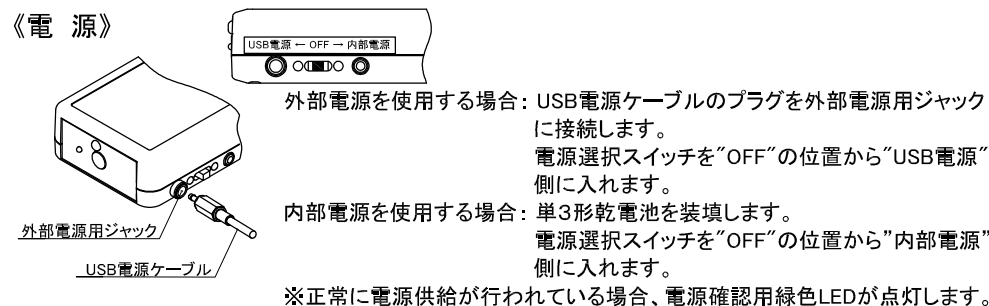 《電 源》
USB電源 ← OFF → 内部電源
外部電源を使用する場合: USB電源ケーブルのプラグを外部電源用ジャック
に接続します。
電源選択スイッチを"OFF"の位置から"USB電源"
側に入れます。
内部電源を使用する場合: 単3形乾電池を装填します。
電源選択スイッチを"OFF"の位置から"内部電源"
側に入れます。
※正常に電源供給が行われている場合、電源確認用緑色LEDが点灯します。
外部電源用ジャック
USB電源ケーブル